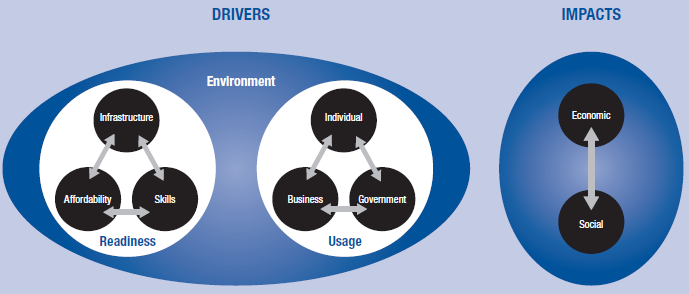 DRIVERS
IMPACTS
Environment
Infrastructure
Affordability
Skills
Readiness
Individual
Business
Government
Usage
Economic
Social